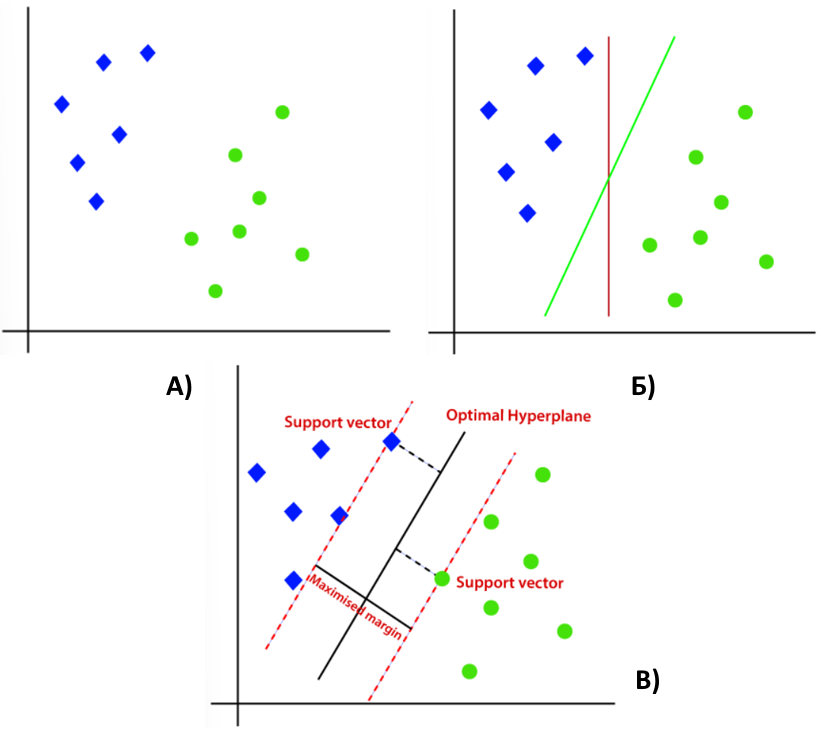 А)
Б)
Support vector
Optimal Hyperplane
Support vector
Maximised margin
В)